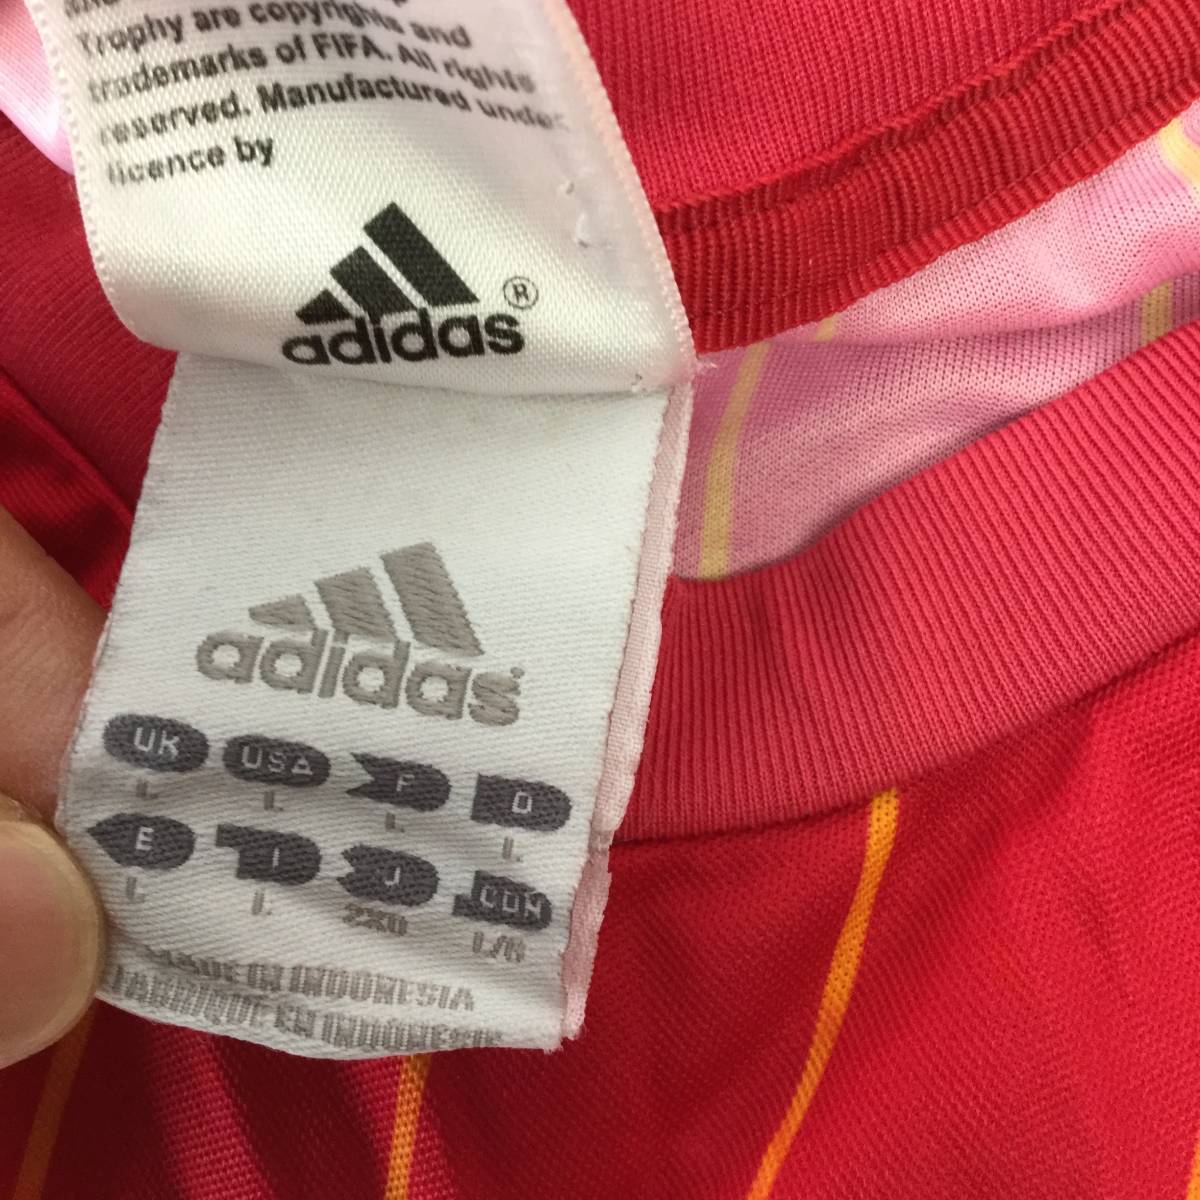 Trophy are copyrights and
trademarks of FIFA. All rights
reserved. Manufactured under
licence by
adidas®
adidas
UK USA F D
L L L L
E I J CDN
L L 2XO L/G
MADE IN INDONESIA
FABRIQUE EN INDONESIE